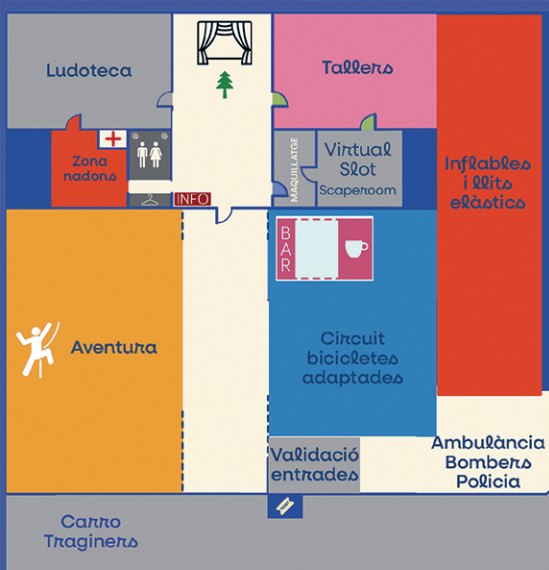 Ludoteca
Tallers
Zona
nadons
MAQUILLATGE
Virtual
Slot
Scaperoom
Inflables
i llits
elàstics
INFO
BAR
Aventura
Circuit
bicicletes
adaptades
Validació
entrades
Ambulància
Bombers
Policia
Carro
Traginers